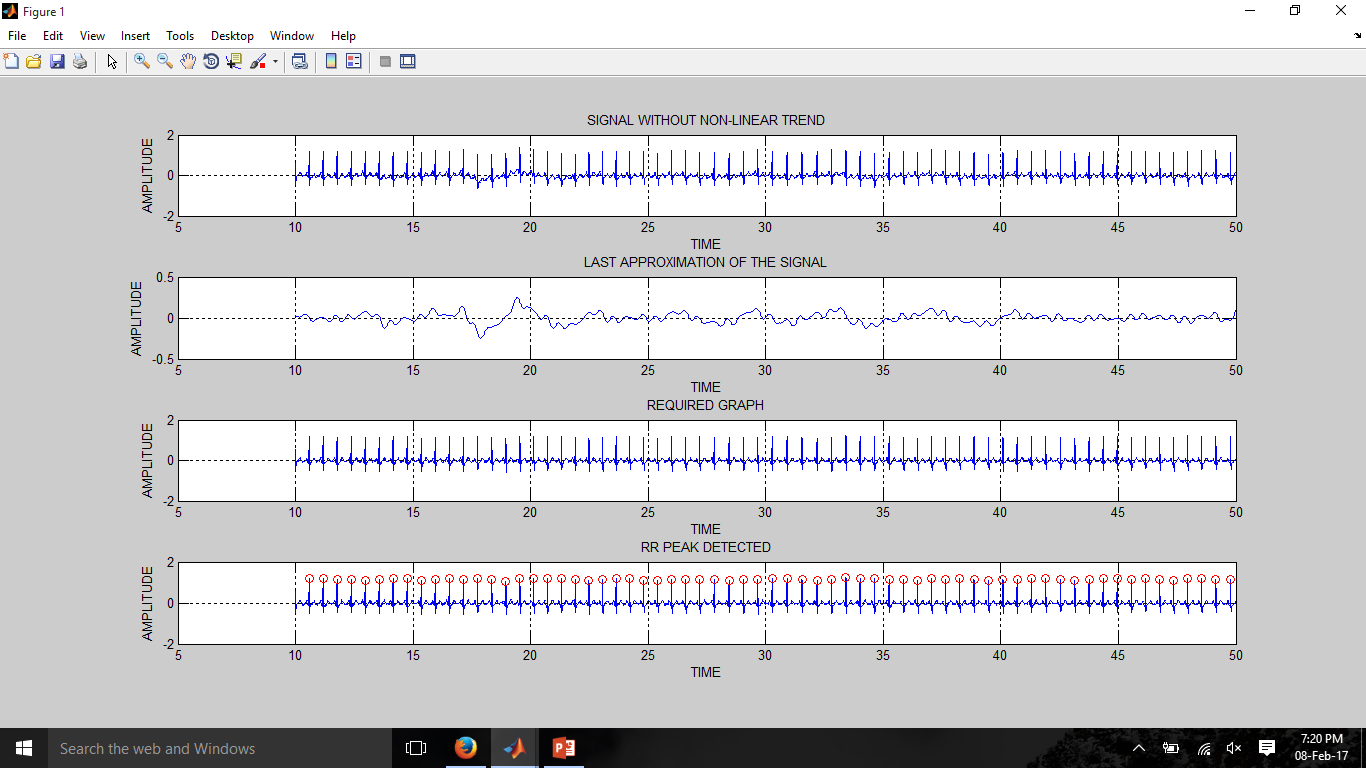 Figure 1
File Edit View Insert Tools Desktop Window Help
SIGNAL WITHOUT NON-LINEAR TREND
2
0
-2
AMPLITUDE
5 10 15 20 25 30 35 40 45 50
TIME
LAST APPROXIMATION OF THE SIGNAL
0.5
0
-0.5
AMPLITUDE
5 10 15 20 25 30 35 40 45 50
TIME
REQUIRED GRAPH
2
0
-2
AMPLITUDE
5 10 15 20 25 30 35 40 45 50
TIME
RR PEAK DETECTED
2
0
-2
AMPLITUDE
5 10 15 20 25 30 35 40 45 50
TIME
Search the web and Windows
7:20 PM
08-Feb-17